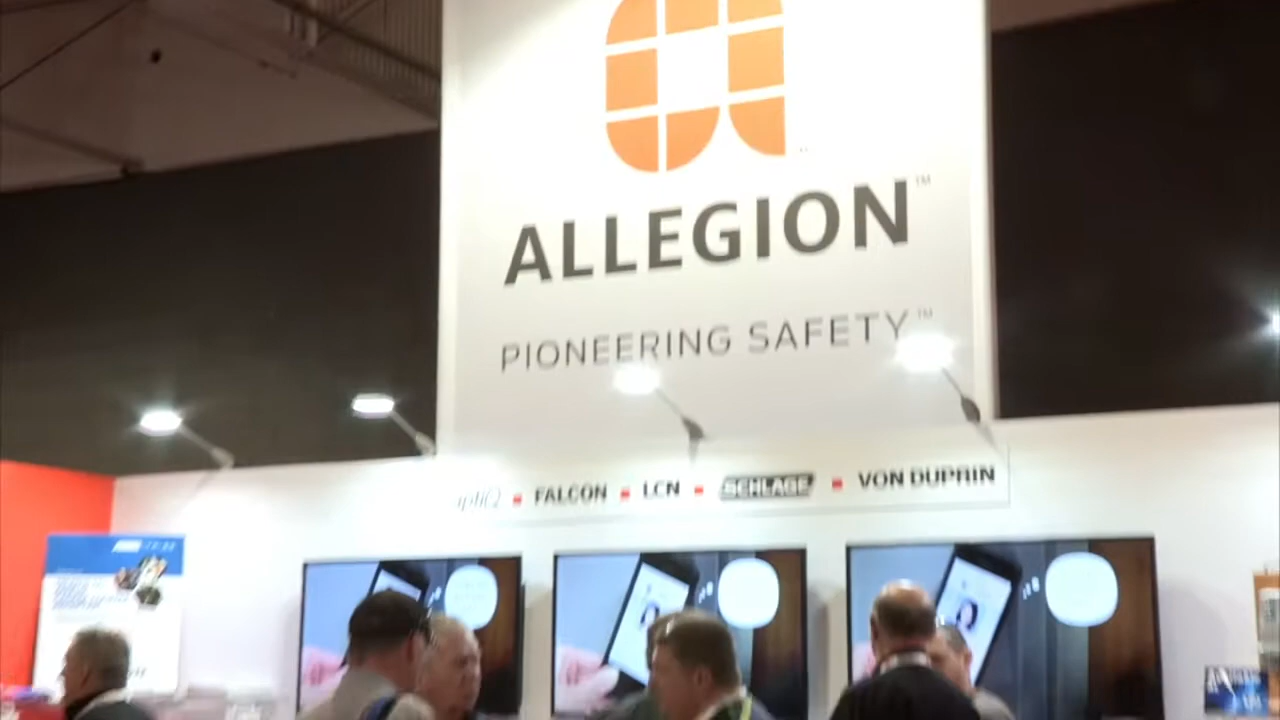 ALLEGION™
PIONEERING SAFETY™
aptiQ ▪ FALCON ▪ LCN ▪ SCHLAGE ▪ VON DUPRIN